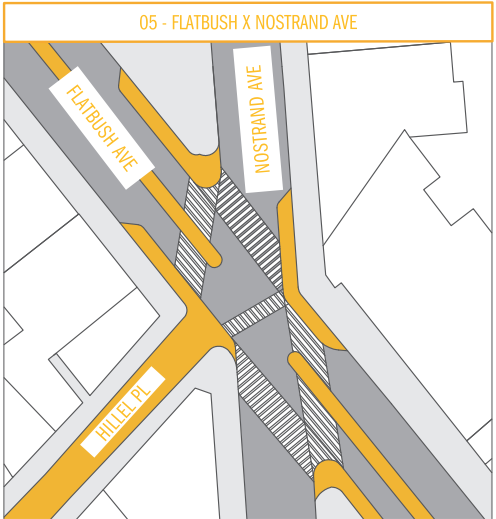 05 - FLATBUSH X NOSTRAND AVE
FLATBUSH AVE
NOSTRAND AVE
HILLEL PL